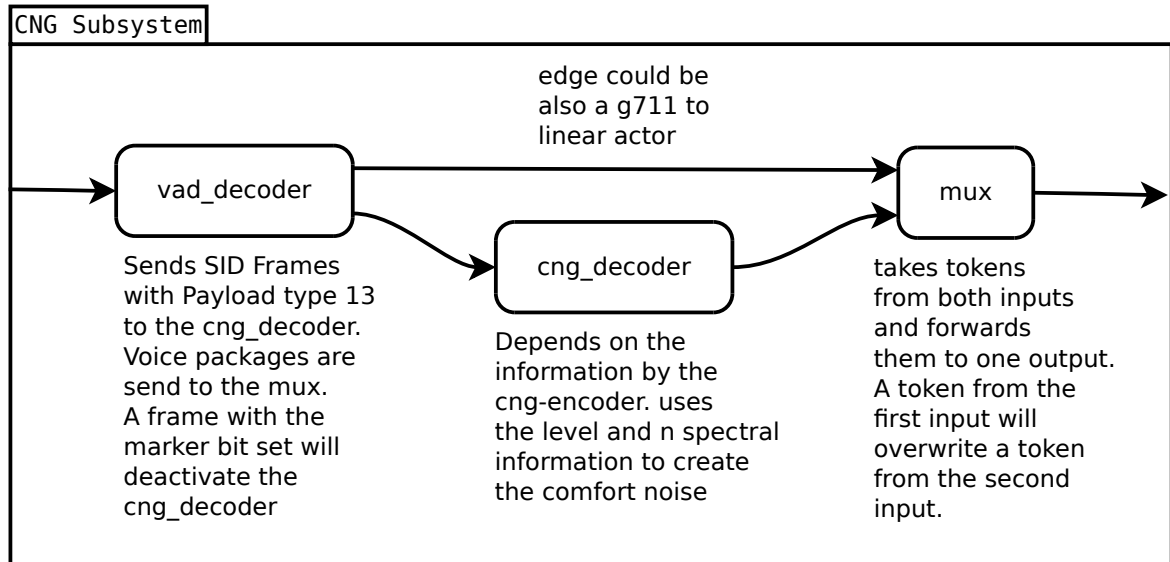 CNG Subsystem
edge could be
also a g711 to
linear actor
vad_decoder
mux
cng_decoder
Sends SID Frames
with Payload type 13
to the cng_decoder.
Voice packages are
send to the mux.
A frame with the
marker bit set will
deactivate the
cng_decoder
Depends on the
information by the
cng-encoder. uses
the level and n spectral
information to create
the comfort noise
takes tokens
from both inputs
and forwards
them to one output.
A token from the
first input will
overwrite a token
from the second
input.